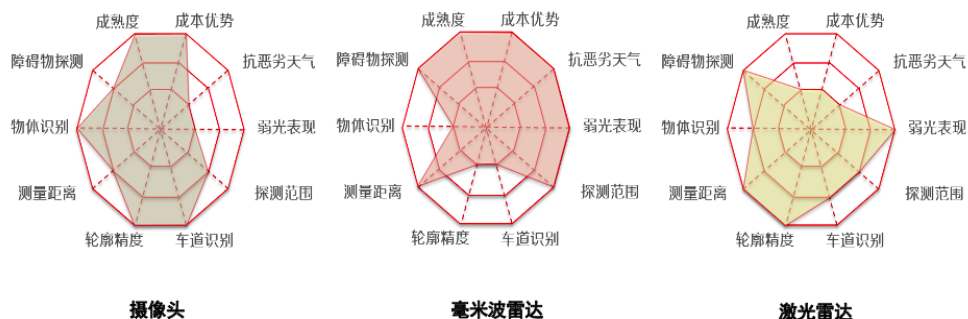 成熟度 成本优势 成熟度 成本优势 成熟度 成本优势
障碍物探测 抗恶劣天气 障碍物探测 抗恶劣天气 障碍物探测 抗恶劣天气
物体识别 弱光表现 物体识别 弱光表现 物体识别 弱光表现
测量距离 探测范围 测量距离 探测范围 测量距离 探测范围
轮廓精度 车道识别 轮廓精度 车道识别 轮廓精度 车道识别
摄像头 毫米波雷达 激光雷达